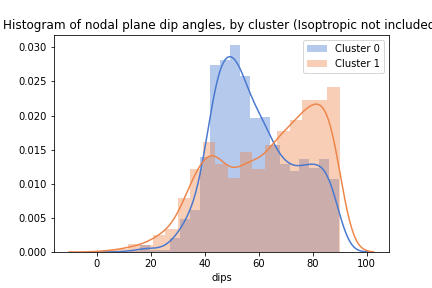 Histogram of nodal plane dip angles, by cluster (Isoptropic not included
0.030
0.025
0.020
0.015
0.010
0.005
0.000
Cluster 0
Cluster 1
0 20 40 60 80 100
dips